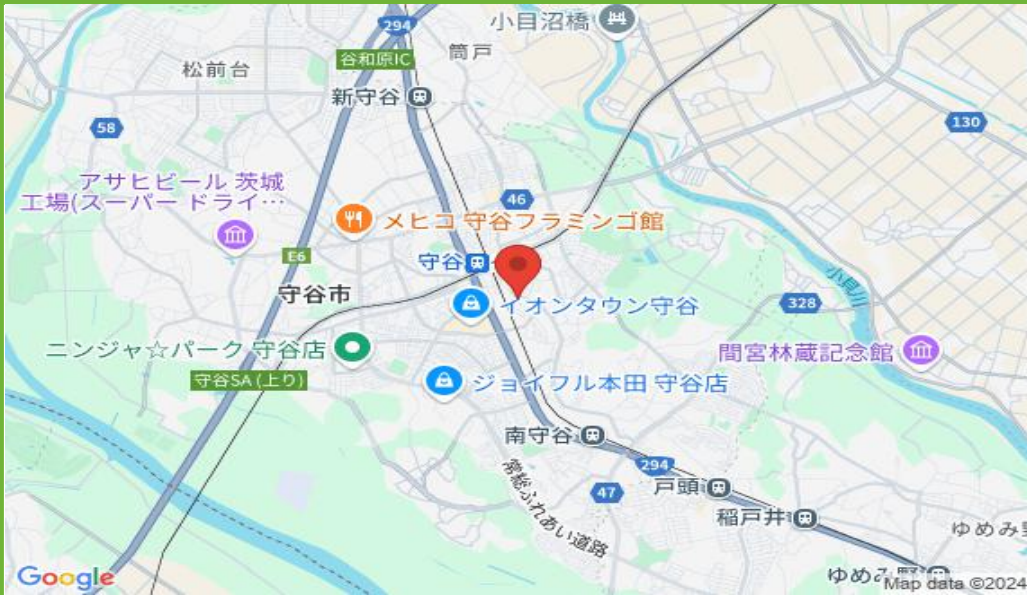 294
小目沼橋
谷和原IC
筒戸
松前台
新守谷
58
130
アサヒビール 茨城
工場(スーパー ドライ…
46
メヒコ 守谷フラミンゴ館
E6
守谷
守谷市
イオンタウン守谷
小貝川
328
ニンジャ☆パーク 守谷店
間宮林蔵記念館
守谷SA (上り)
ジョイフル本田 守谷店
南守谷
294
常総ふれあい道路
47
戸頭
稲戸井
ゆめみ野
ゆめみ野
Google
Map data ©2024